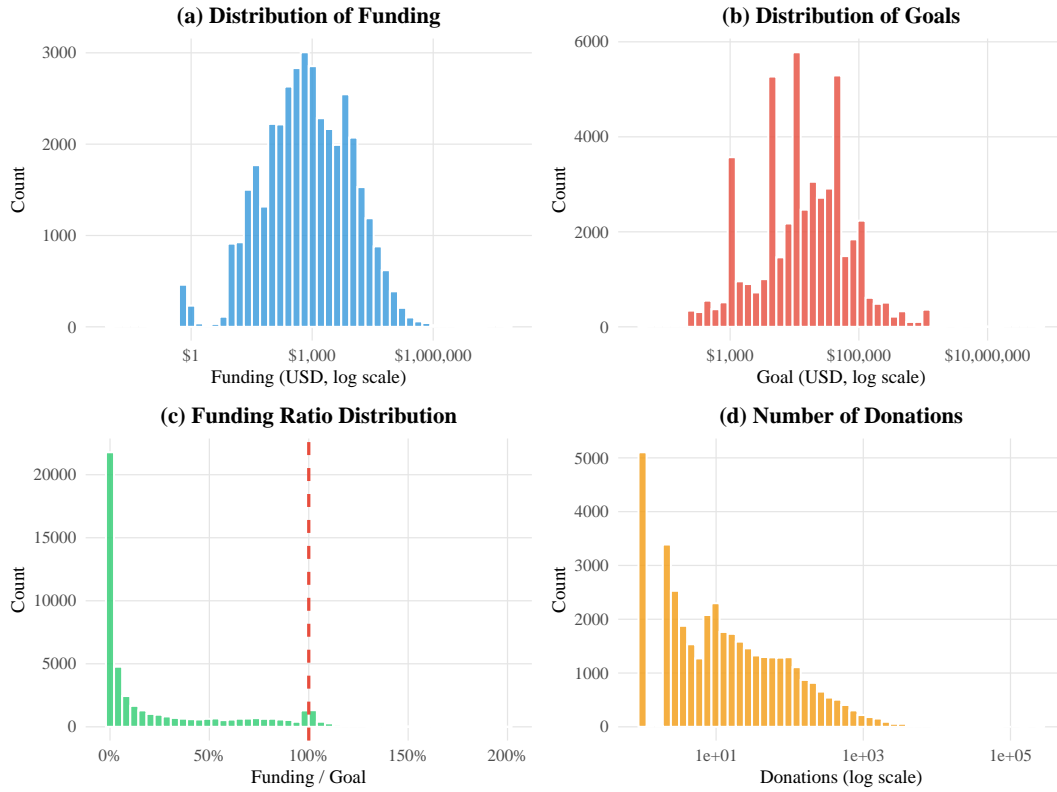 (a) Distribution of Funding
3000
2000
1000
0
Count
$1
$1,000
$1,000,000
Funding (USD, log scale)
(b) Distribution of Goals
6000
4000
2000
0
Count
$1,000
$100,000
$10,000,000
Goal (USD, log scale)
(c) Funding Ratio Distribution
20000
15000
10000
5000
0
Count
0%
50%
100%
150%
200%
Funding / Goal
(d) Number of Donations
5000
4000
3000
2000
1000
0
Count
1e+01
1e+03
1e+05
Donations (log scale)